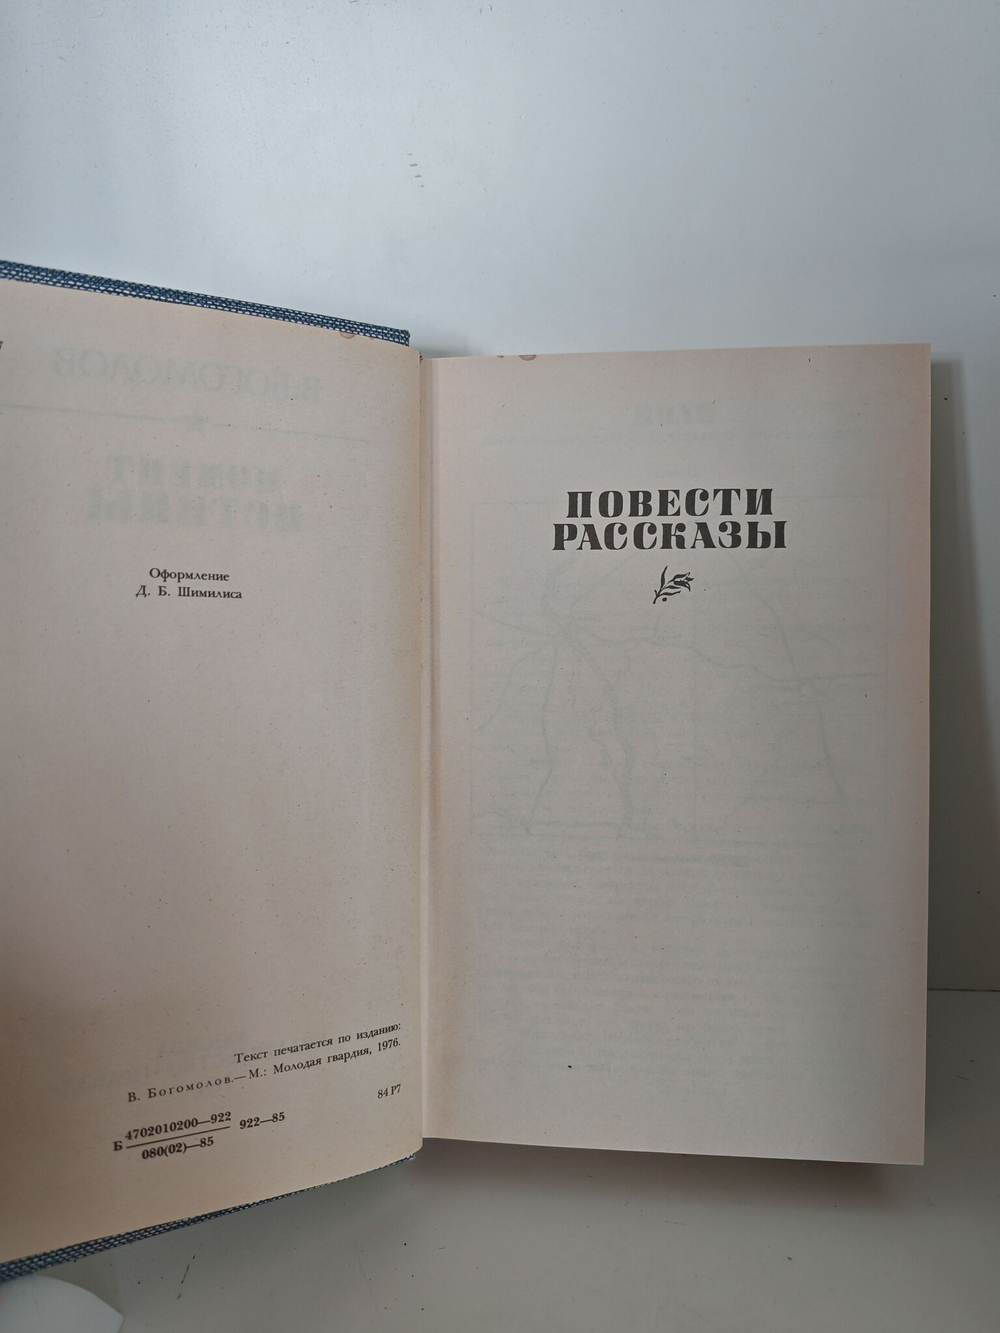 Оформление
Д. Б. Шимилиса
Текст печатается по изданию:
В. Богомолов.—М.: Молодая гвардия, 1976.
Б 4702010200—922 922—85
080(02)—85
84 Р7
ПОВЕСТИ
РАССКАЗЫ